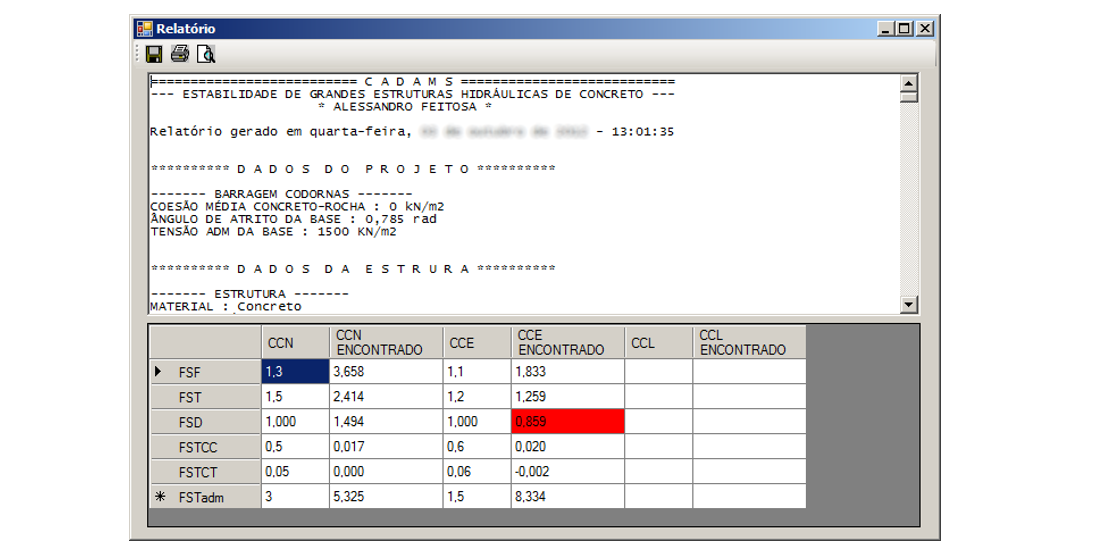 Relatório
=========================== C A D A M S ===========================
--- ESTABILIDADE DE GRANDES ESTRUTURAS HIDRÁULICAS DE CONCRETO ---
* ALESSANDRO FEITOSA *
Relatório gerado em quarta-feira, - 13:01:35
********** D A D O S   D O   P R O J E T O **********
------- BARRAGEM CODORNAS -------
COESÃO MÉDIA CONCRETO-ROCHA : 0 kN/m2
ÂNGULO DE ATRITO DA BASE : 0,785 rad
TENSÃO ADM DA BASE : 1500 KN/m2
********** D A D O S   D A   E S T R U R A **********
------- ESTRUTURA -------
MATERIAL : Concreto
CCN CCN ENCONTRADO CCE CCE ENCONTRADO CCL CCL ENCONTRADO
FSF 1,3 3,658 1,1 1,833
FST 1,5 2,414 1,2 1,259
FSD 1,000 1,494 1,000 0,859
FSTCC 0,5 0,017 0,6 0,020
FSTCT 0,05 0,000 0,06 -0,002
FSTadm 3 5,325 1,5 8,334